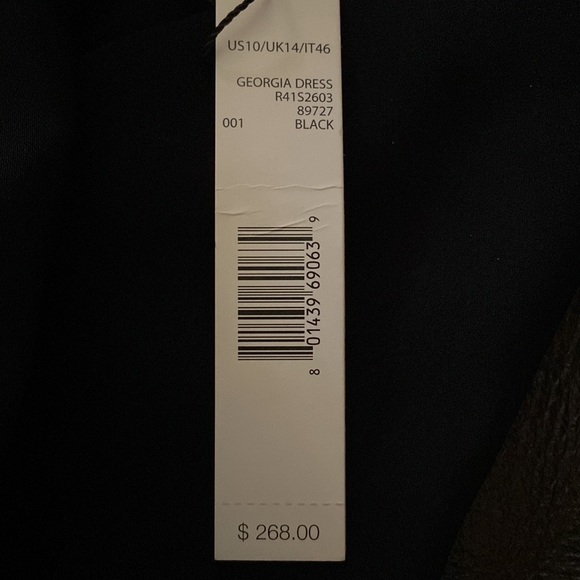 US10/UK14/IT46
GEORGIA DRESS
R41S2603
89727
001 BLACK
8 01439 69063 9
$ 268.00